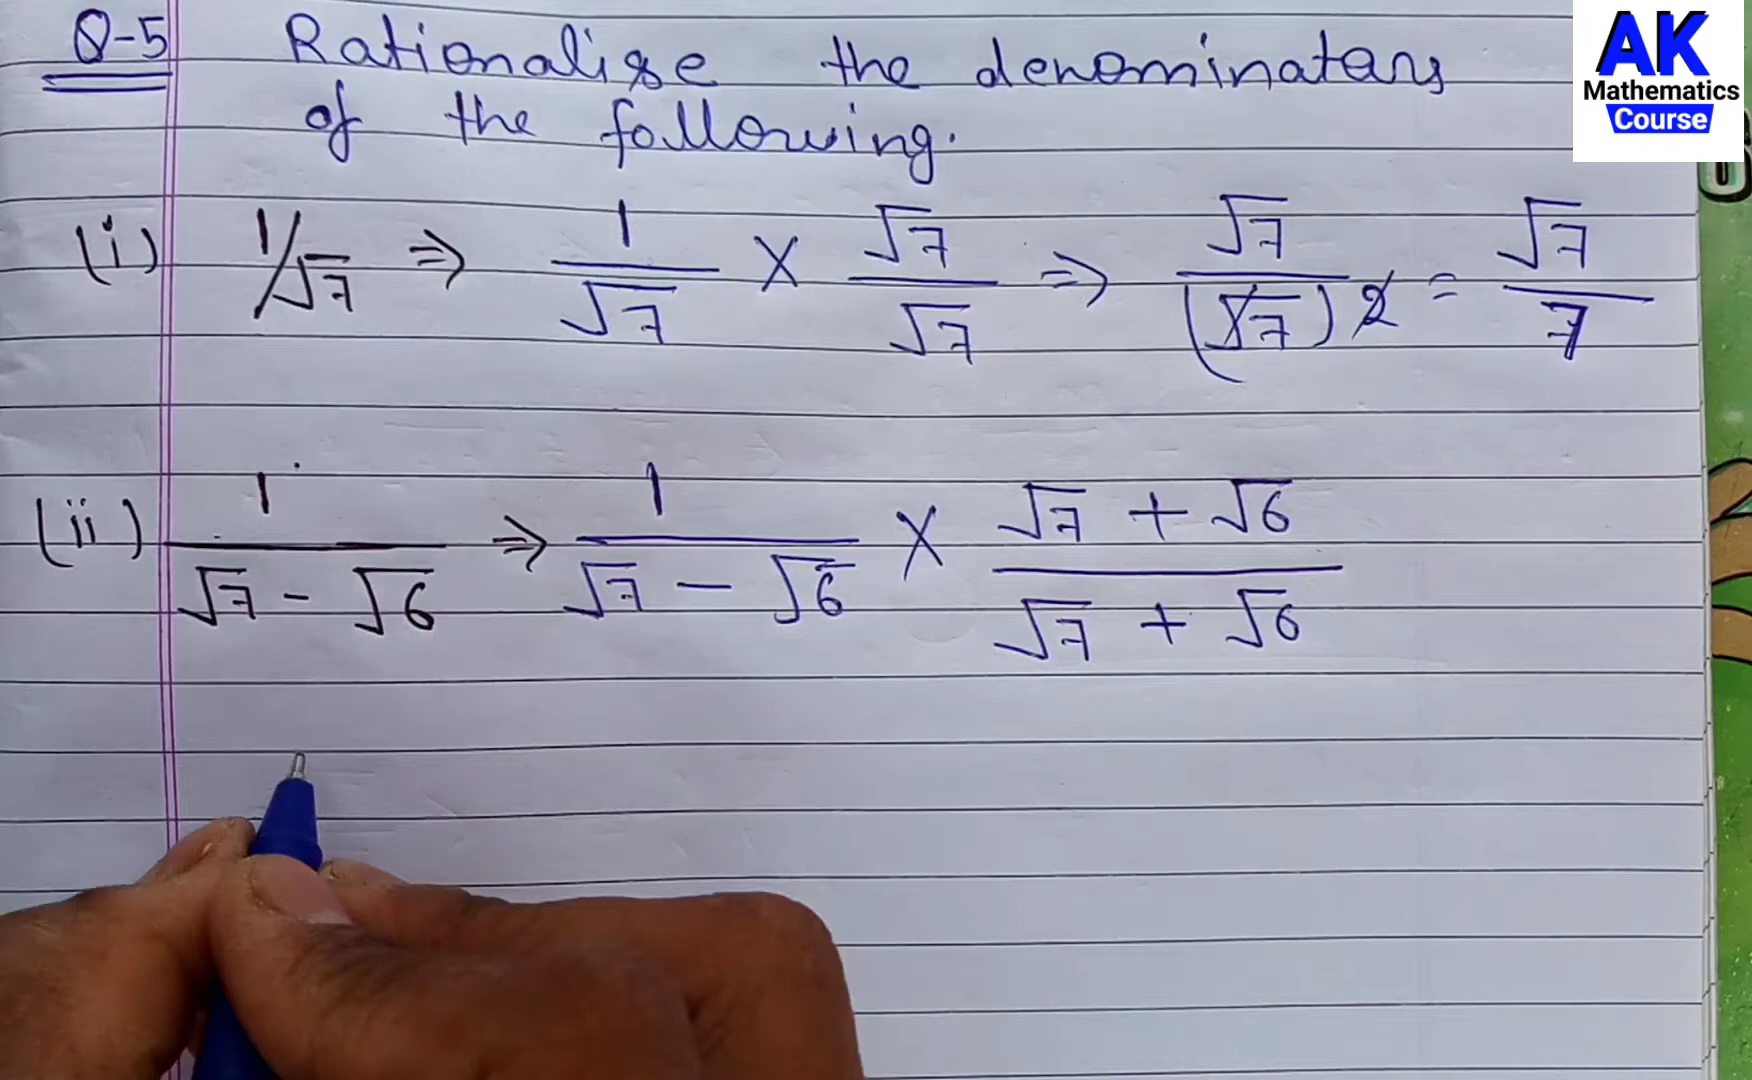 Q-5 Rationalise the denominators
of the following.
(i) 1/√7 ⇒ 1/√7 × √7/√7 ⇒ √7/(√7)2 = √7/7
(ii) 1/(√7 - √6) ⇒ 1/(√7 - √6) × (√7 + √6)/(√7 + √6)
AK
Mathematics
Course